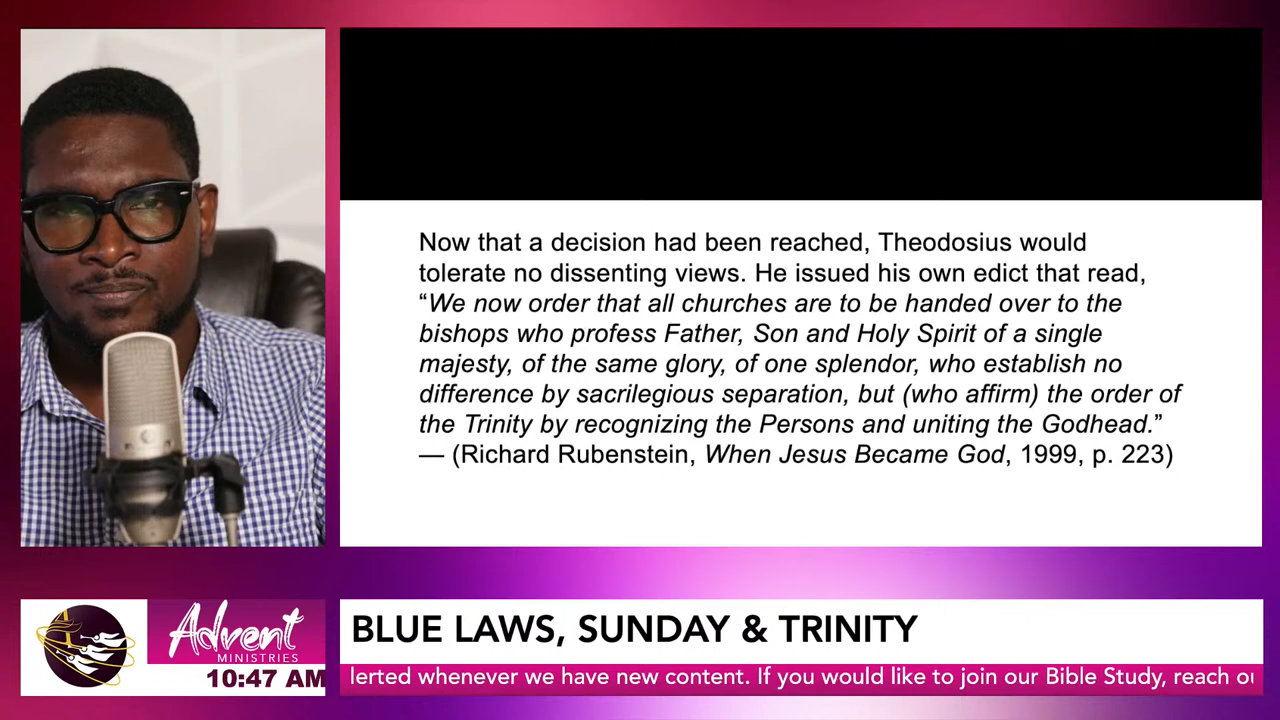 Now that a decision had been reached, Theodosius would
tolerate no dissenting views. He issued his own edict that read,
“We now order that all churches are to be handed over to the
bishops who profess Father, Son and Holy Spirit of a single
majesty, of the same glory, of one splendor, who establish no
difference by sacrilegious separation, but (who affirm) the order of
the Trinity by recognizing the Persons and uniting the Godhead.”
— (Richard Rubenstein, When Jesus Became God, 1999, p. 223)
Advent
MINISTRIES
10:47 AM
BLUE LAWS, SUNDAY & TRINITY
lerted whenever we have new content. If you would like to join our Bible Study, reach ou